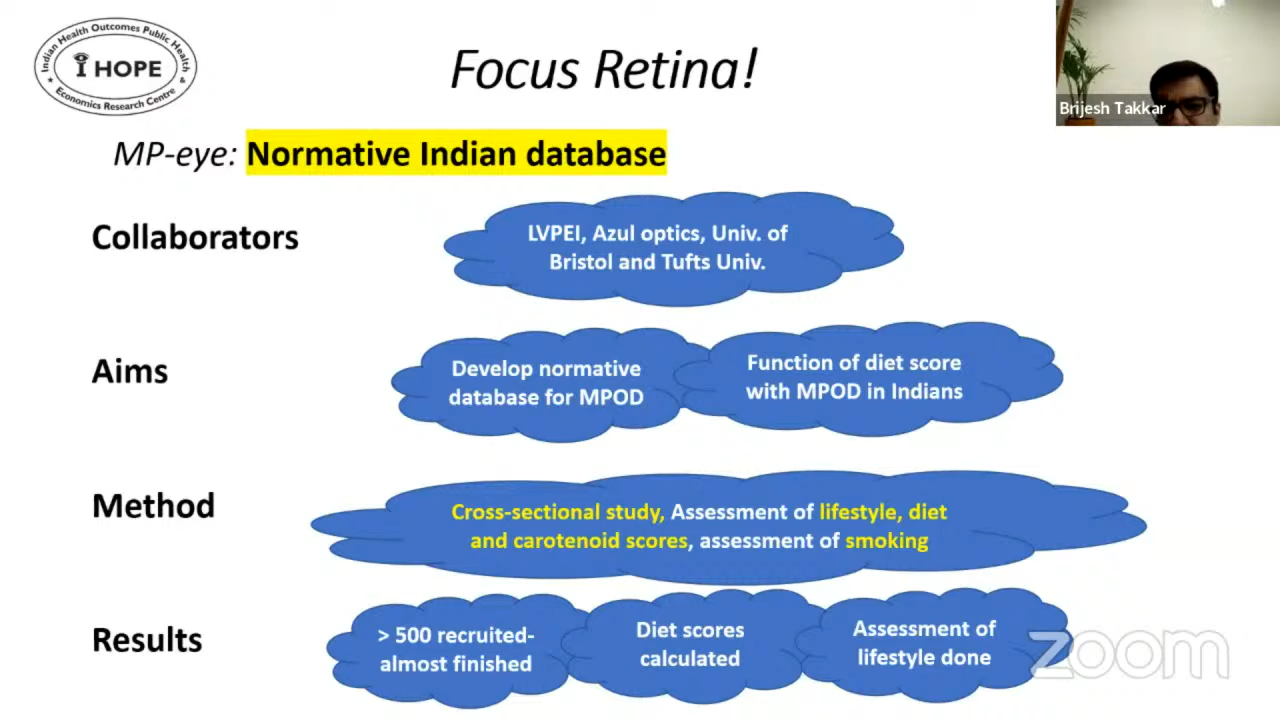 Indian Health Outcomes Public Health &
Economics Research Centre
I HOPE
Focus Retina!
Brijesh Takkar
MP-eye: Normative Indian database
Collaborators
LVPEI, Azul optics, Univ. of
Bristol and Tufts Univ.
Aims
Develop normative
database for MPOD
Function of diet score
with MPOD in Indians
Method
Cross-sectional study, Assessment of lifestyle, diet
and carotenoid scores, assessment of smoking
Results
> 500 recruited-
almost finished
Diet scores
calculated
Assessment of
lifestyle done
zoom